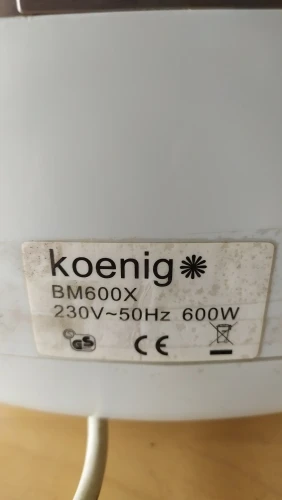 koenig
BM600X
230V~50Hz 600W
GS CE